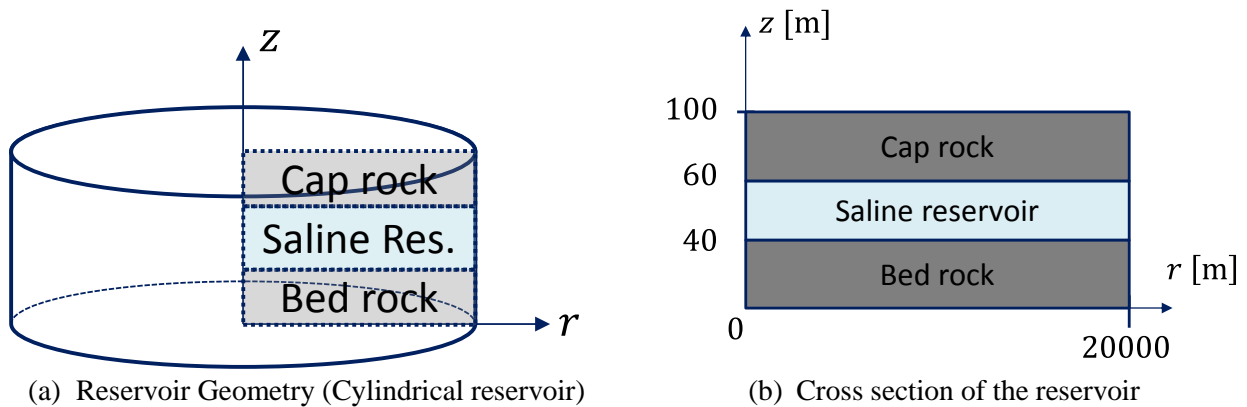 z
Cap rock
Saline Res.
Bed rock
r
(a) Reservoir Geometry (Cylindrical reservoir)
z [m]
100
Cap rock
60
Saline reservoir
40
Bed rock
r [m]
0
20000
(b) Cross section of the reservoir